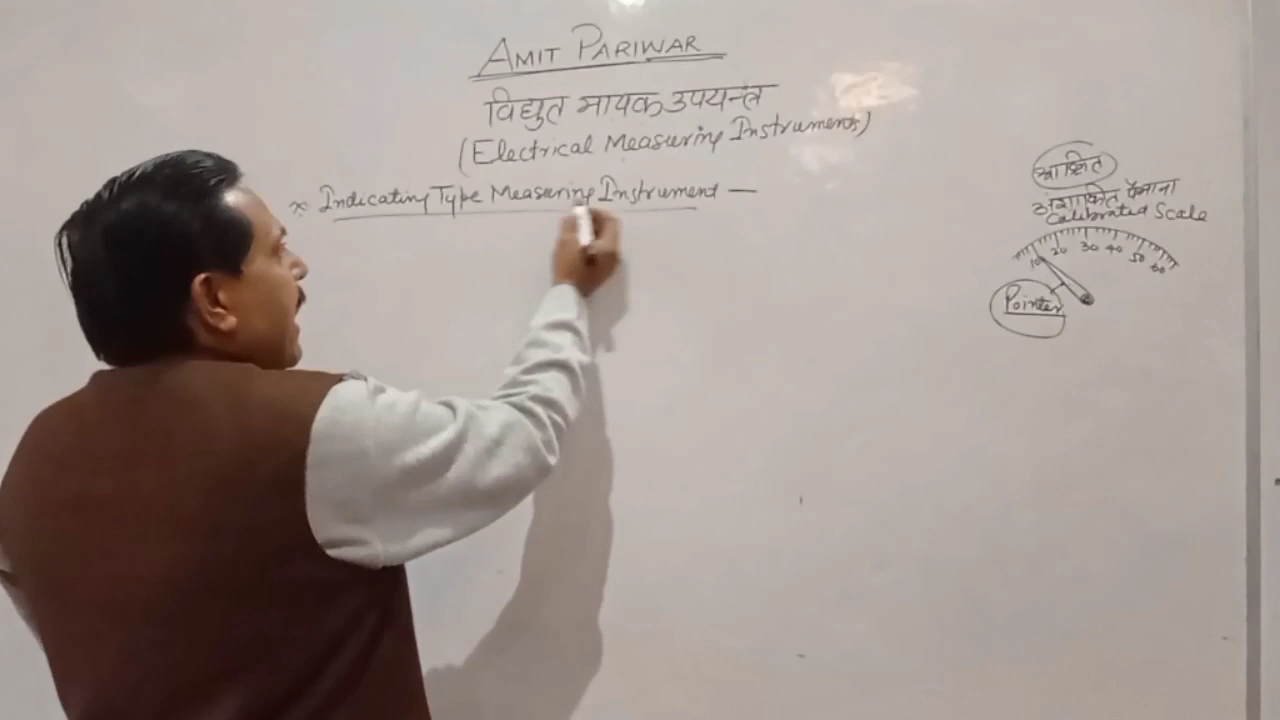 AMIT PARIWAR
विद्युत मापक उपयन्त्र
(Electrical Measuring Instruments)
× Indicating Type Measuring Instrument —
अंशांकित पैमाना
Calibrated Scale
10 20 30 40 50 60
Pointer